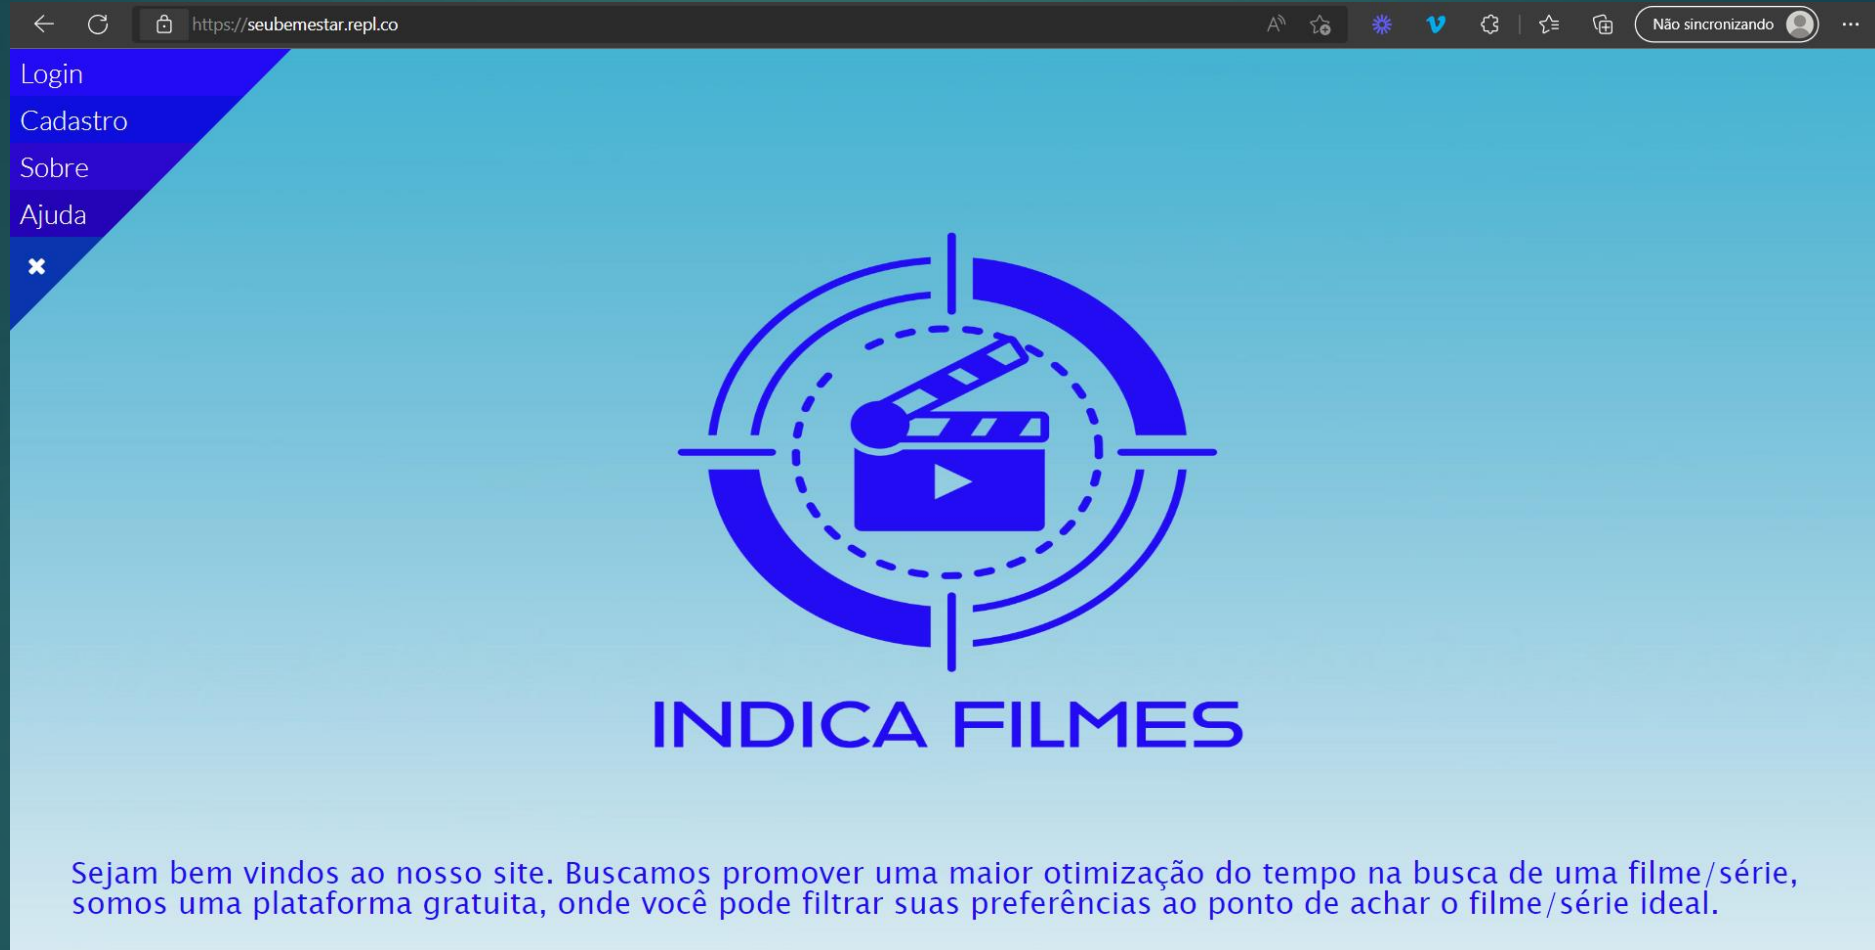 https://seubemestar.repl.co
Não sincronizando
Login
Cadastro
Sobre
Ajuda
INDICA FILMES
Sejam bem vindos ao nosso site. Buscamos promover uma maior otimização do tempo na busca de uma filme/série,
somos uma plataforma gratuita, onde você pode filtrar suas preferências ao ponto de achar o filme/série ideal.